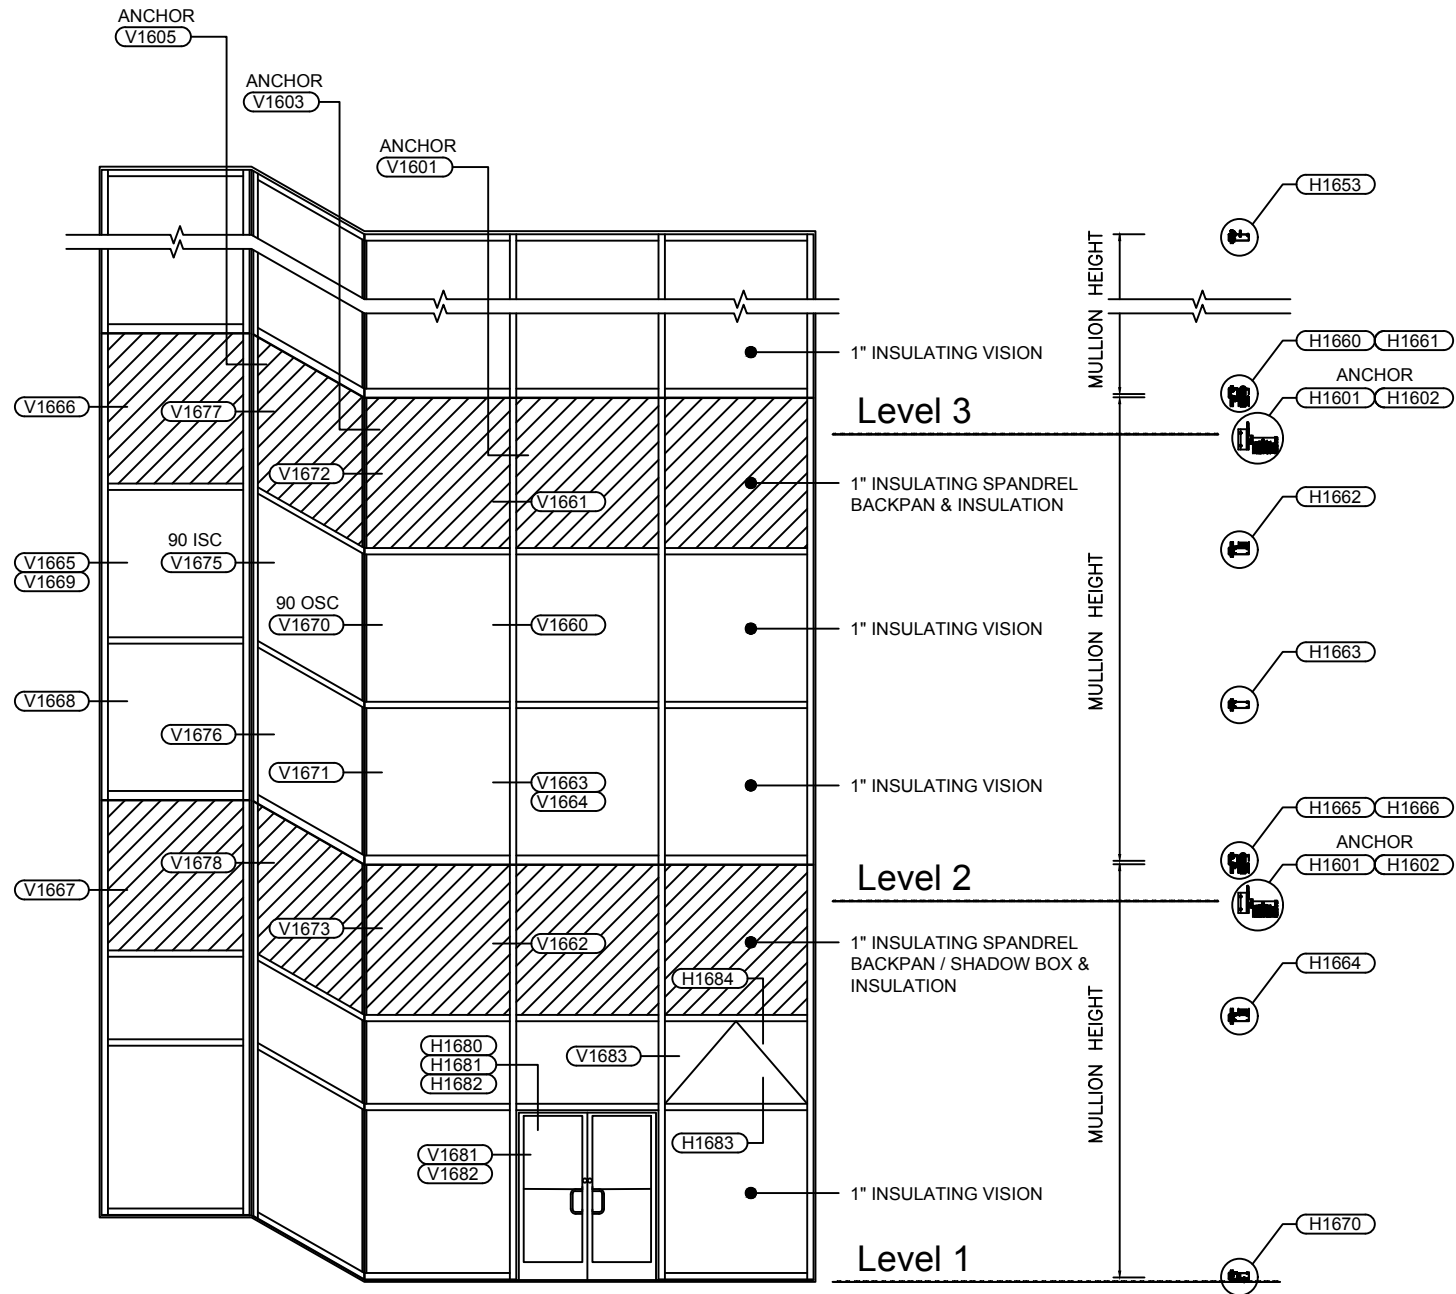 ANCHOR
V1605
ANCHOR
V1603
ANCHOR
V1601
H1653
MULLION HEIGHT
1" INSULATING VISION
H1660 H1661
ANCHOR
H1601 H1602
Level 3
V1666
V1677
V1672
V1661
1" INSULATING SPANDREL
BACKPAN & INSULATION
H1662
90 ISC
V1675
V1665
V1669
90 OSC
V1670
V1660
1" INSULATING VISION
MULLION HEIGHT
H1663
V1668
V1676
V1671
V1663
V1664
1" INSULATING VISION
H1665 H1666
ANCHOR
H1601 H1602
Level 2
V1678
V1667
V1673
V1662
1" INSULATING SPANDREL
BACKPAN / SHADOW BOX &
INSULATION
H1684
H1664
MULLION HEIGHT
H1680
H1681
H1682
V1683
H1683
V1681
V1682
1" INSULATING VISION
H1670
Level 1